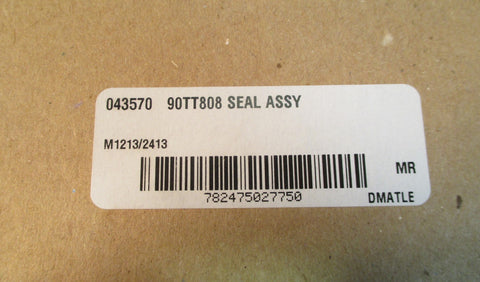 043570 90TT808 SEAL ASSY
M1213/2413
MR
782475027750
DMATLE